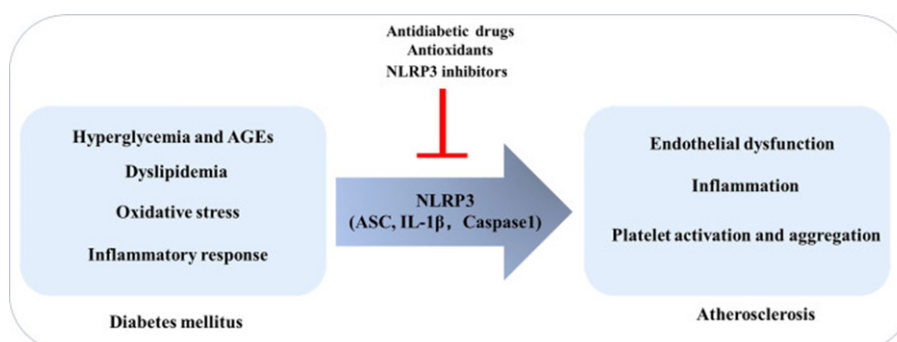 Antidiabetic drugs
Antioxidants
NLRP3 inhibitors
Hyperglycemia and AGEs
Dyslipidemia
Oxidative stress
Inflammatory response
Diabetes mellitus
NLRP3
(ASC, IL-1β，Caspase1)
Endothelial dysfunction
Inflammation
Platelet activation and aggregation
Atherosclerosis